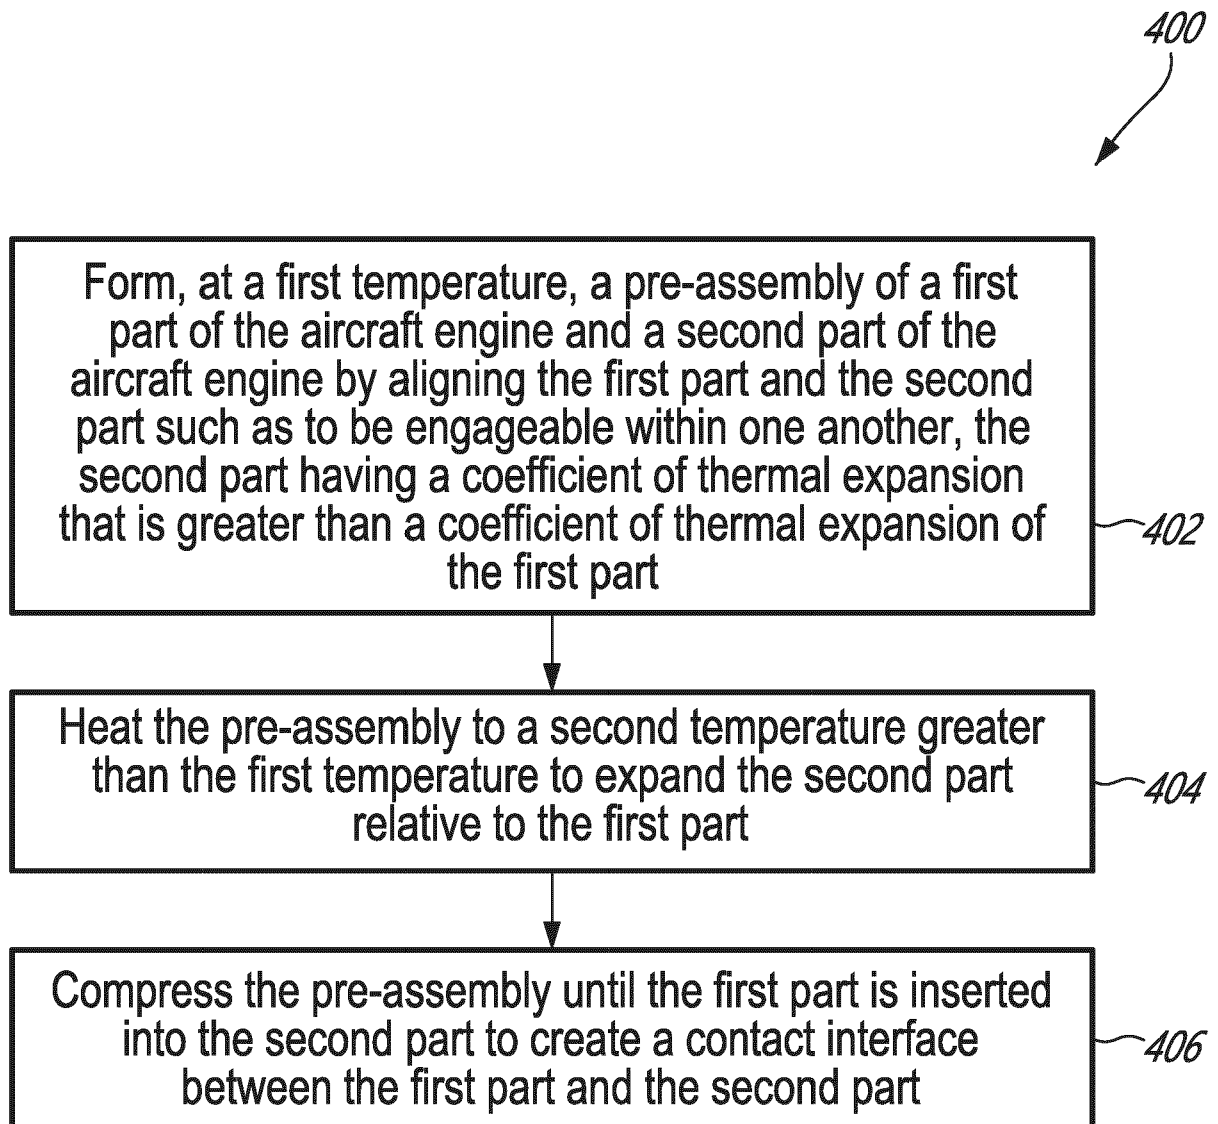 400
Form, at a first temperature, a pre-assembly of a first
part of the aircraft engine and a second part of the
aircraft engine by aligning the first part and the second
part such as to be engageable within one another, the
second part having a coefficient of thermal expansion
that is greater than a coefficient of thermal expansion of
the first part
402
Heat the pre-assembly to a second temperature greater
than the first temperature to expand the second part
relative to the first part
404
Compress the pre-assembly until the first part is inserted
into the second part to create a contact interface
between the first part and the second part
406